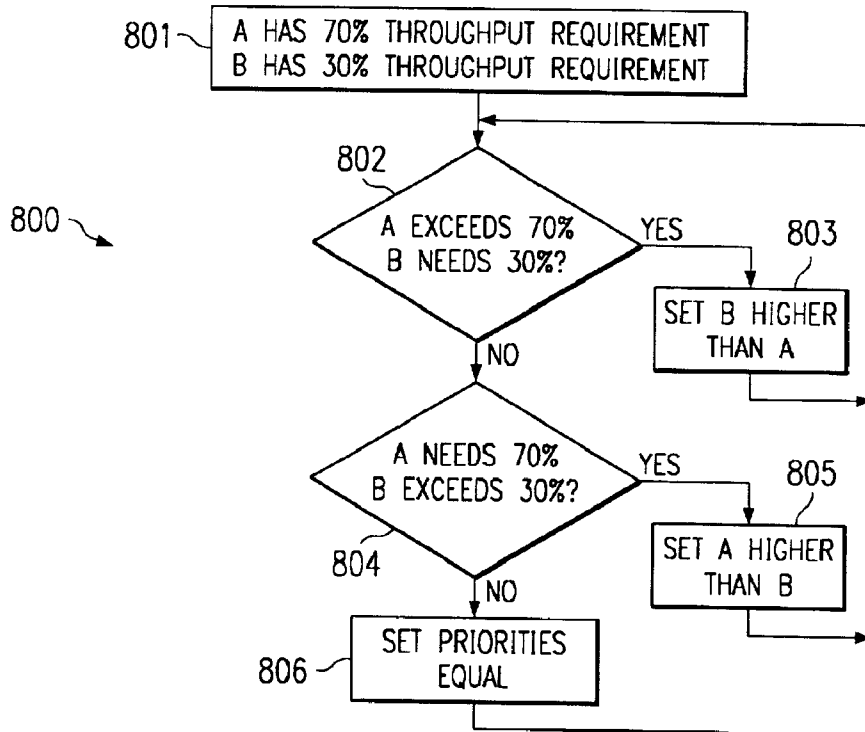 801
A HAS 70% THROUGHPUT REQUIREMENT
B HAS 30% THROUGHPUT REQUIREMENT
802
800
A EXCEEDS 70%
B NEEDS 30%?
YES
803
SET B HIGHER
THAN A
NO
A NEEDS 70%
B EXCEEDS 30%?
YES
805
804
SET A HIGHER
THAN B
NO
806
SET PRIORITIES
EQUAL